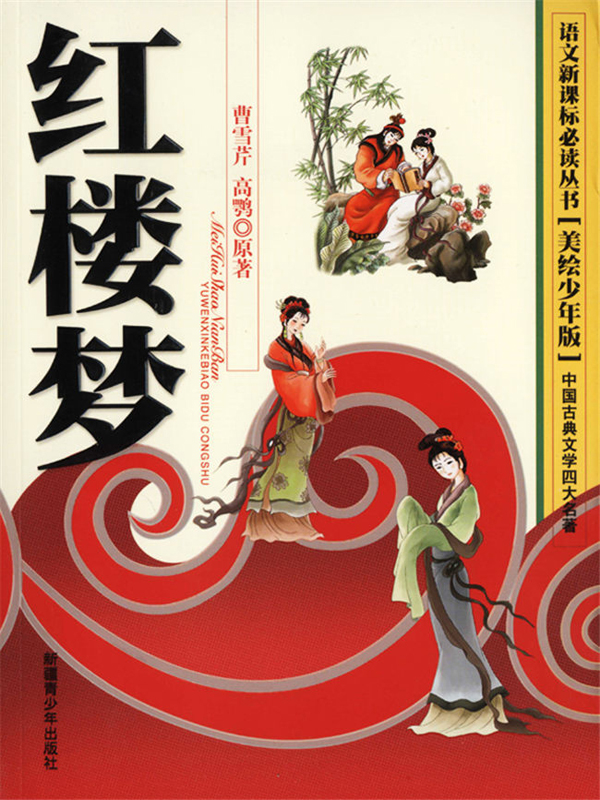 红楼梦
曹雪芹 高鹗◎原著
MeiHuiShaoNianBan
YUWENXINKEBIAO BIDU CONGSHU
语文新课标必读丛书【美绘少年版】
中国古典文学四大名著
新疆青少年出版社